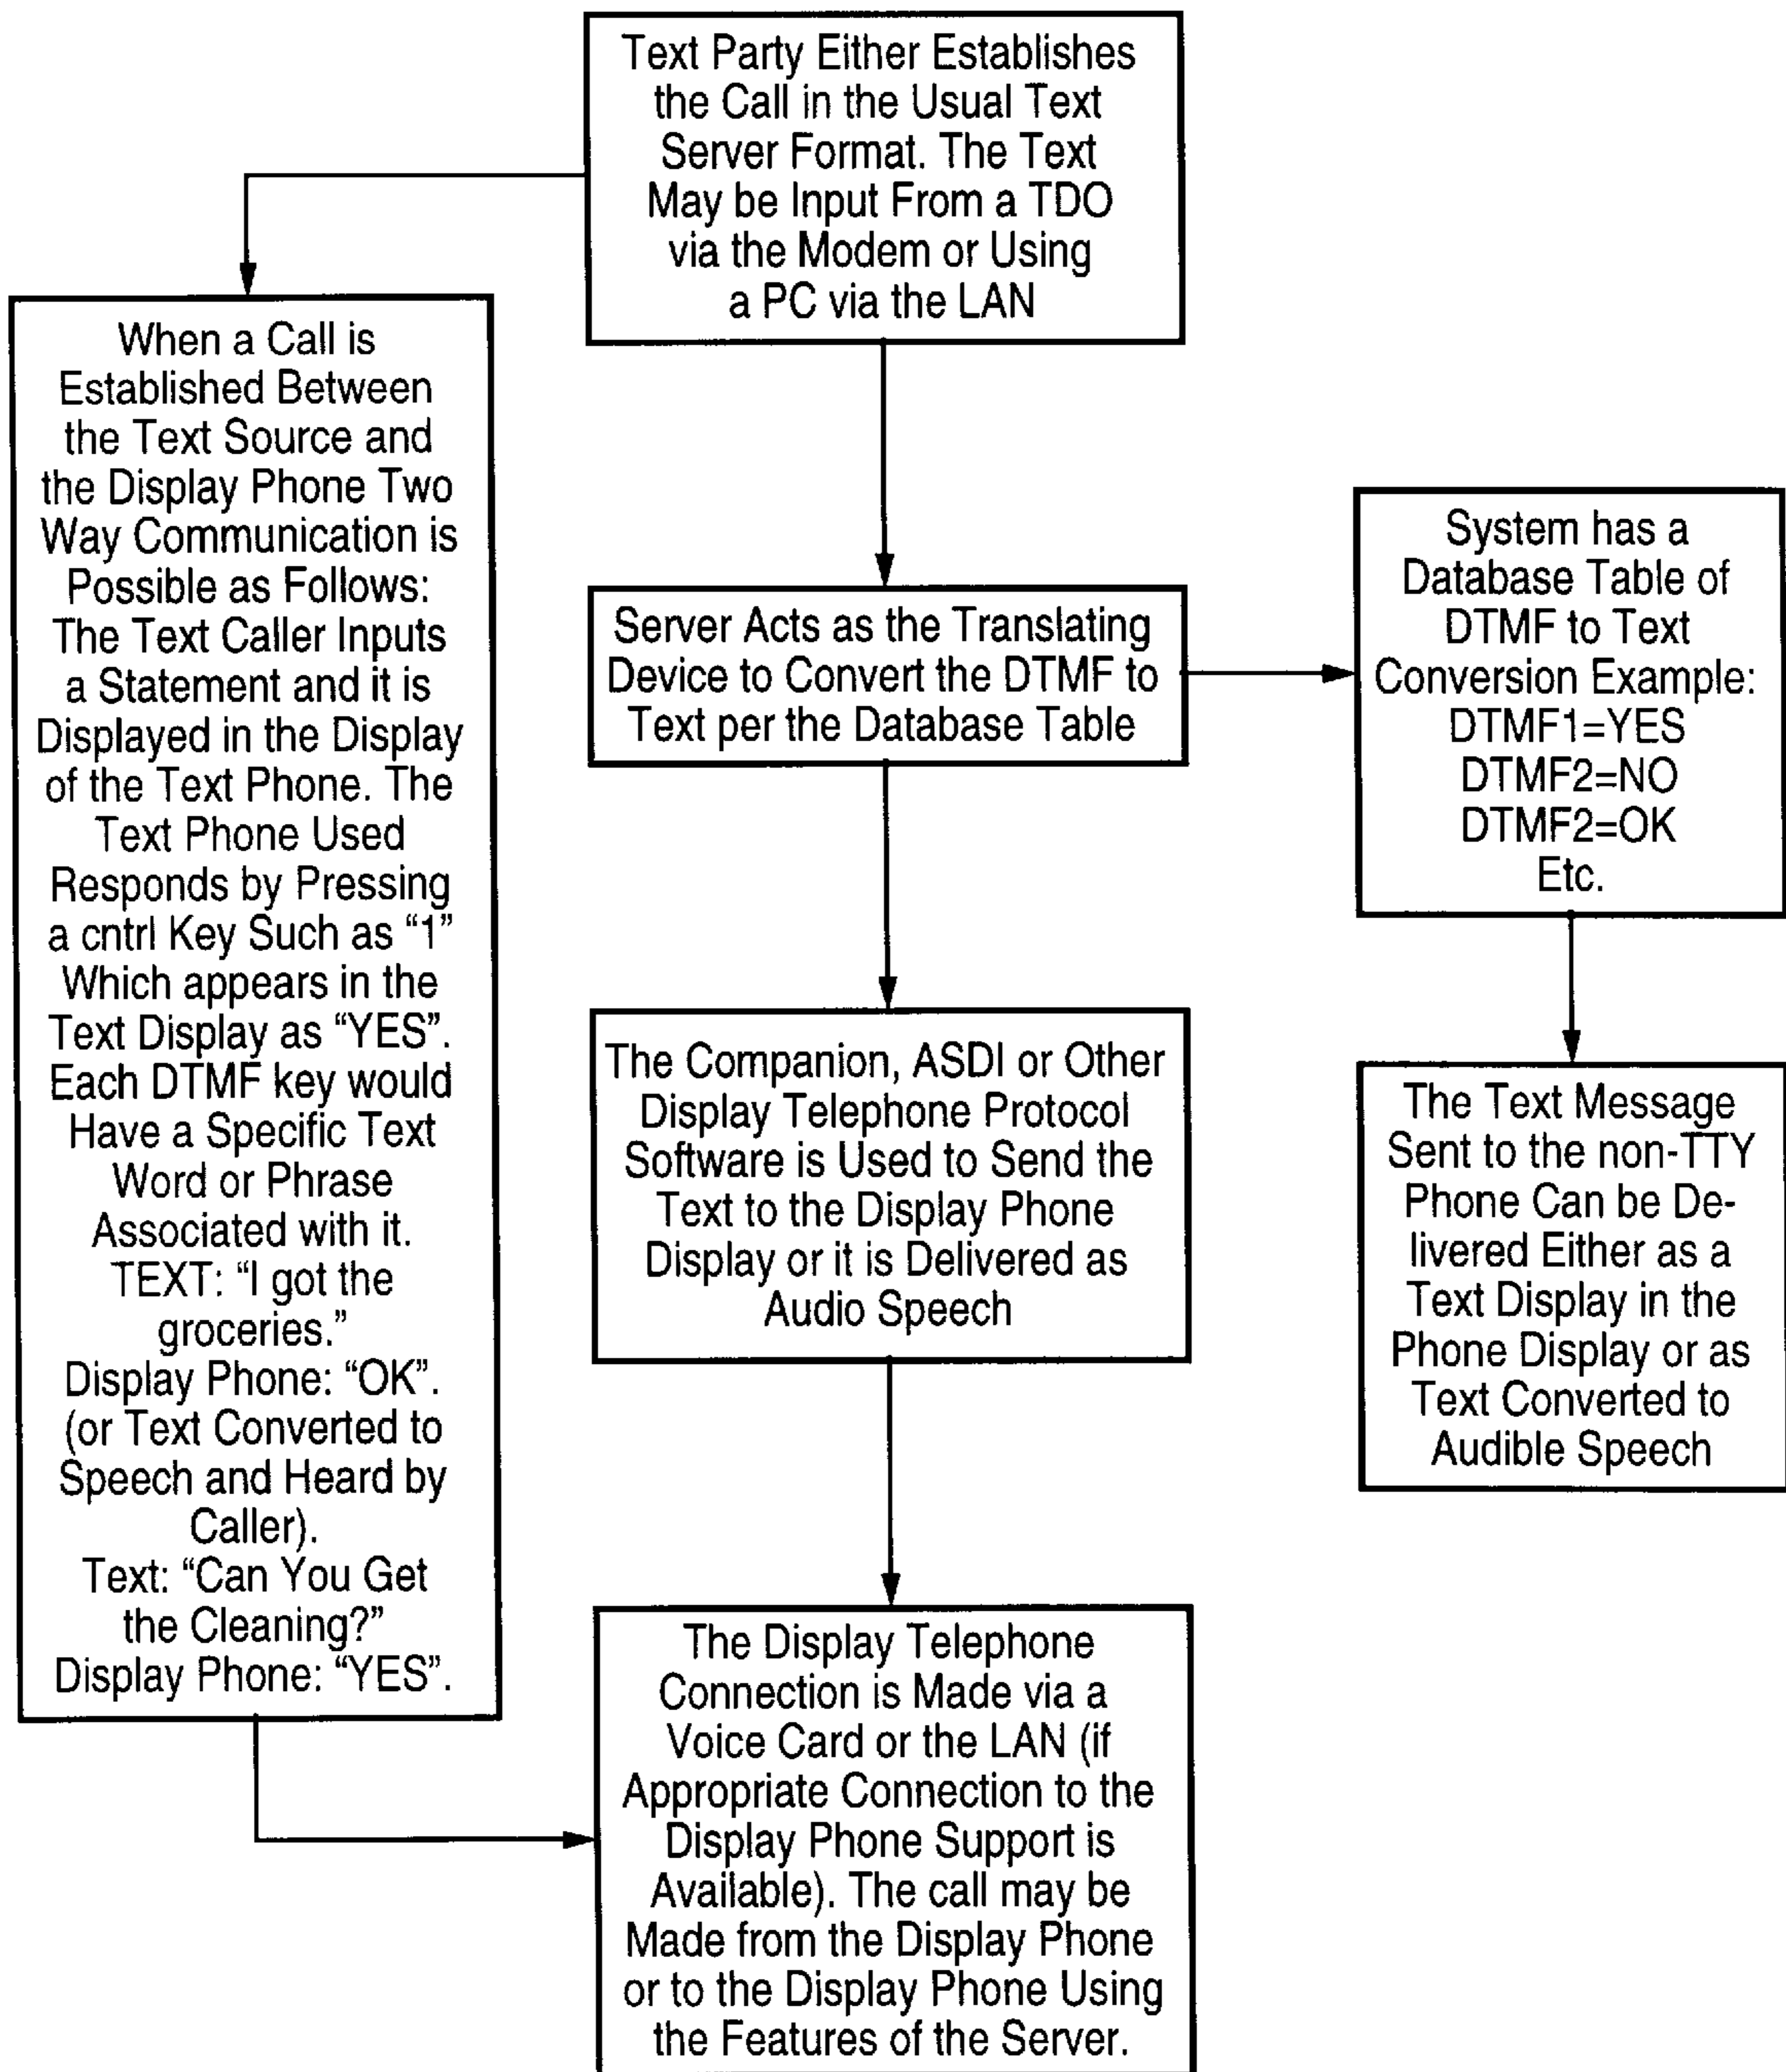 Text Party Either Establishes
the Call in the Usual Text
Server Format. The Text
May be Input From a TDO
via the Modem or Using
a PC via the LAN
When a Call is
Established Between
the Text Source and
the Display Phone Two
Way Communication is
Possible as Follows:
The Text Caller Inputs
a Statement and it is
Displayed in the Display
of the Text Phone. The
Text Phone Used
Responds by Pressing
a cntrl Key Such as “1”
Which appears in the
Text Display as “YES”.
Each DTMF key would
Have a Specific Text
Word or Phrase
Associated with it.
TEXT: “I got the
groceries.”
Display Phone: “OK”.
(or Text Converted to
Speech and Heard by
Caller).
Text: “Can You Get
the Cleaning?”
Display Phone: “YES”.
Server Acts as the Translating
Device to Convert the DTMF to
Text per the Database Table
System has a
Database Table of
DTMF to Text
Conversion Example:
DTMF1=YES
DTMF2=NO
DTMF2=OK
Etc.
The Companion, ASDI or Other
Display Telephone Protocol
Software is Used to Send the
Text to the Display Phone
Display or it is Delivered as
Audio Speech
The Text Message
Sent to the non-TTY
Phone Can be De-
livered Either as a
Text Display in the
Phone Display or as
Text Converted to
Audible Speech
The Display Telephone
Connection is Made via a
Voice Card or the LAN (if
Appropriate Connection to the
Display Phone Support is
Available). The call may be
Made from the Display Phone
or to the Display Phone Using
the Features of the Server.